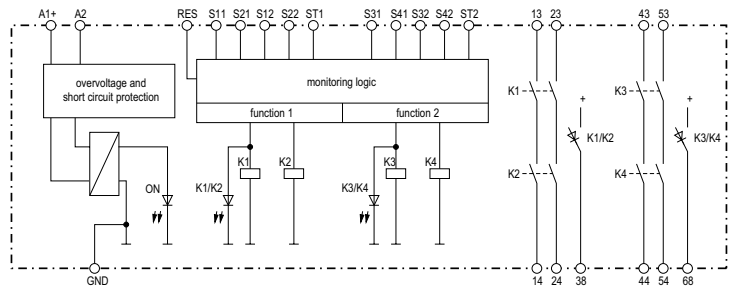 A1+ A2 RES S11 S21 S12 S22 ST1 S31 S41 S32 S42 ST2 13 23 43 53
overvoltage and
short circuit protection
monitoring logic
function 1 function 2
K1 K3
+ +
K1/K2 K3/K4
K1 K2 K3 K4
ON K1/K2 K3/K4
K2 K4
GND 14 24 38 44 54 68